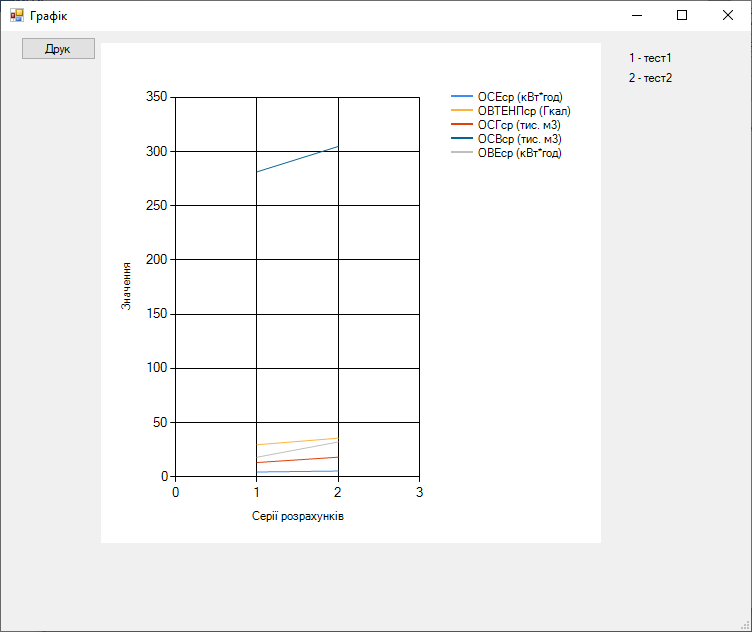 Графік
Друк
1 - тест1
2 - тест2
ОСЕср (кВт*год)
ОВТЕНПср (Гкал)
ОСГср (тис. м3)
ОСВср (тис. м3)
ОВЕср (кВт*год)
350
300
250
200
150
100
50
0
Значення
0 1 2 3
Серії розрахунків